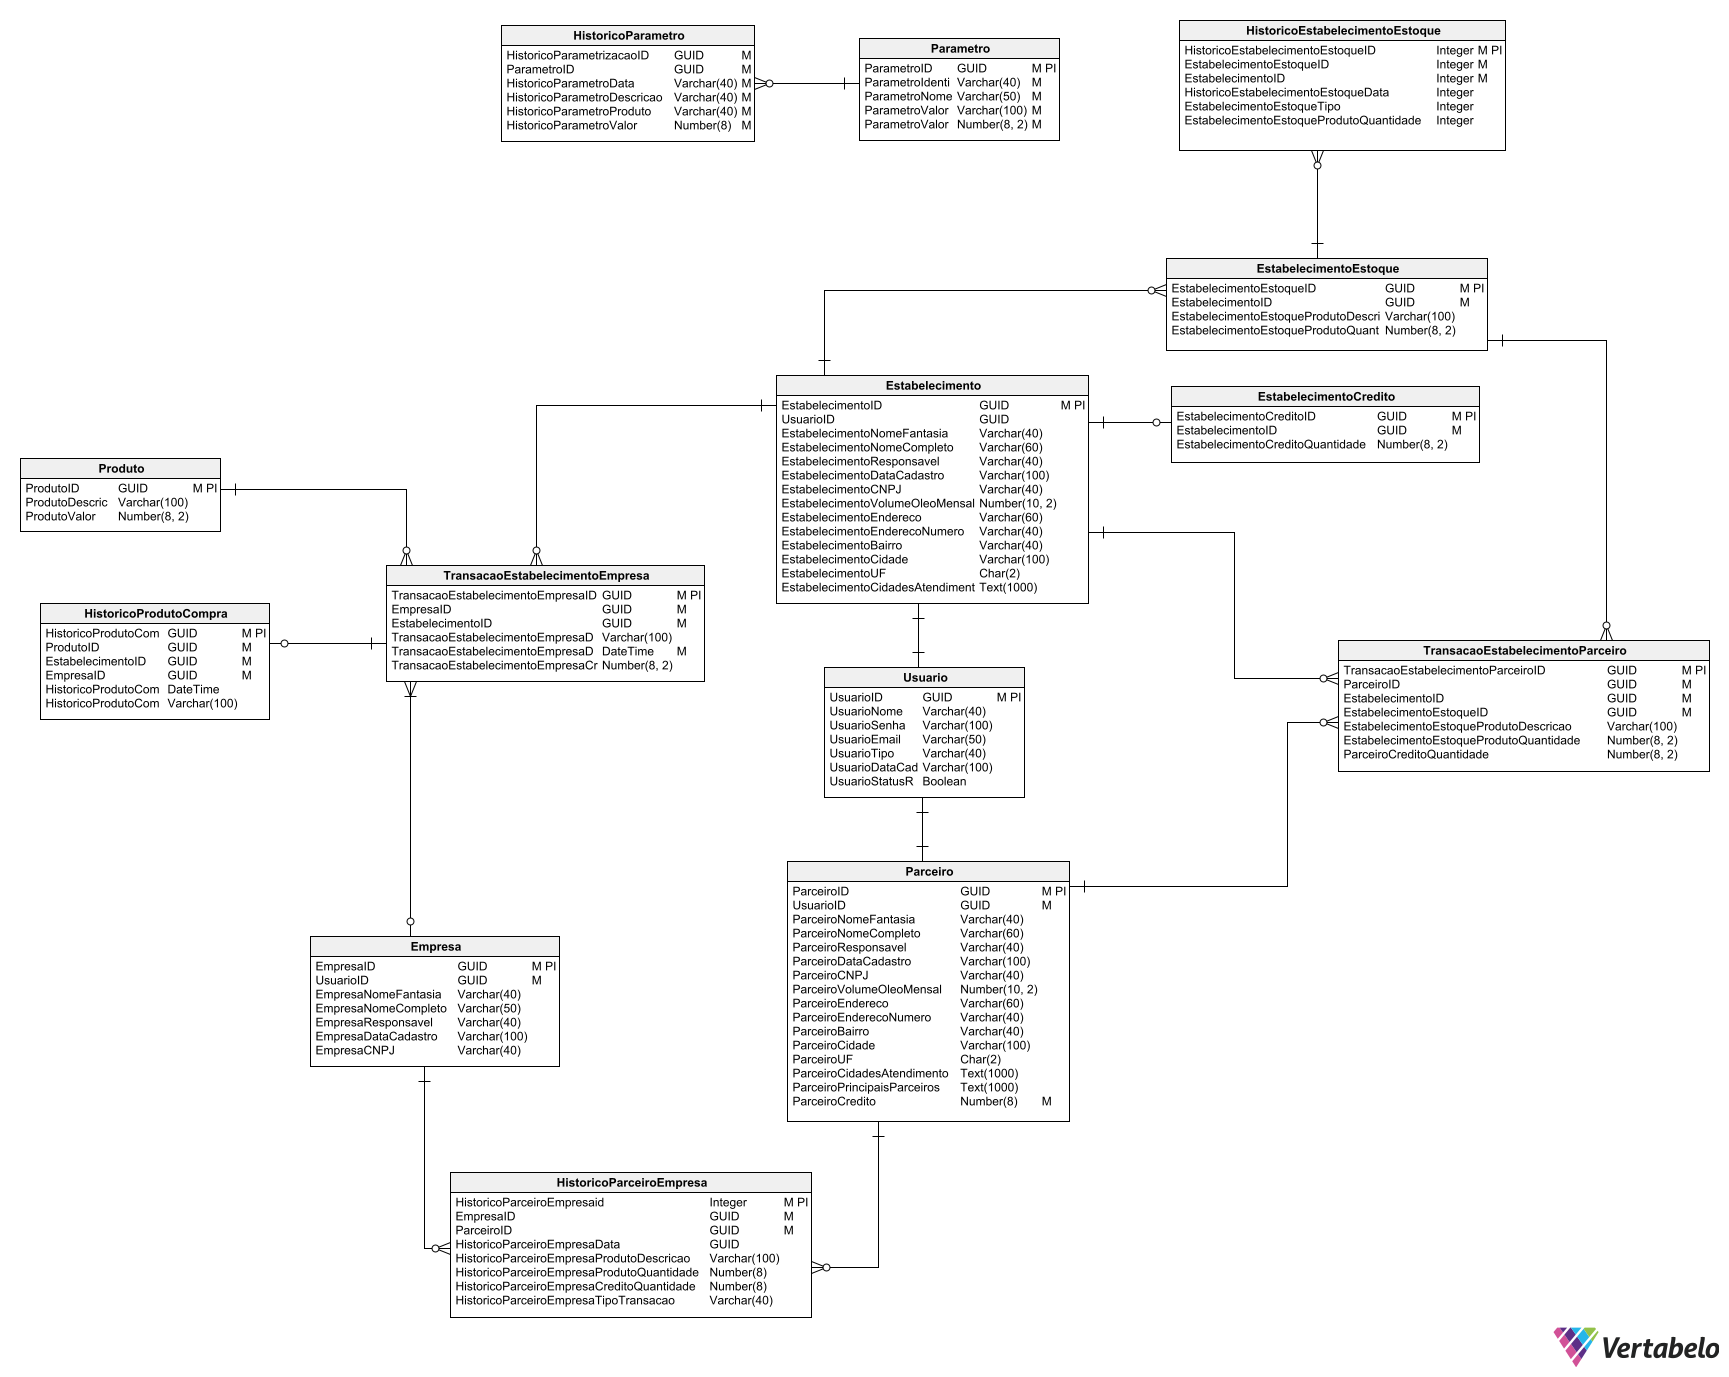 HistoricoParametro
HistoricoParametrizacaoID GUID M
ParametroID GUID M
HistoricoParametroData Varchar(40) M
HistoricoParametroDescricao Varchar(40) M
HistoricoParametroProduto Varchar(40) M
HistoricoParametroValor Number(8) M
Parametro
ParametroID GUID M PI
ParametroIdenti Varchar(40) M
ParametroNome Varchar(50) M
ParametroValor Varchar(100) M
ParametroValor Number(8, 2) M
HistoricoEstabelecimentoEstoque
HistoricoEstabelecimentoEstoqueID Integer M PI
EstabelecimentoEstoqueID Integer M
EstabelecimentoID Integer M
HistoricoEstabelecimentoEstoqueData Integer
EstabelecimentoEstoqueTipo Integer
EstabelecimentoEstoqueProdutoQuantidade Integer
EstabelecimentoEstoque
EstabelecimentoEstoqueID GUID M PI
EstabelecimentoID GUID M
EstabelecimentoEstoqueProdutoDescri Varchar(100)
EstabelecimentoEstoqueProdutoQuant Number(8, 2)
Estabelecimento
EstabelecimentoID GUID M PI
UsuarioID GUID
EstabelecimentoNomeFantasia Varchar(40)
EstabelecimentoNomeCompleto Varchar(60)
EstabelecimentoResponsavel Varchar(40)
EstabelecimentoDataCadastro Varchar(100)
EstabelecimentoCNPJ Varchar(40)
EstabelecimentoVolumeOleoMensal Number(10, 2)
EstabelecimentoEndereco Varchar(60)
EstabelecimentoEnderecoNumero Varchar(40)
EstabelecimentoBairro Varchar(40)
EstabelecimentoCidade Varchar(100)
EstabelecimentoUF Char(2)
EstabelecimentoCidadesAtendiment Text(1000)
EstabelecimentoCredito
EstabelecimentoCreditoID GUID M PI
EstabelecimentoID GUID M
EstabelecimentoCreditoQuantidade Number(8, 2)
Produto
ProdutoID GUID M PI
ProdutoDescric Varchar(100)
ProdutoValor Number(8, 2)
TransacaoEstabelecimentoEmpresa
TransacaoEstabelecimentoEmpresaID GUID M PI
EmpresaID GUID M
EstabelecimentoID GUID M
TransacaoEstabelecimentoEmpresaD Varchar(100)
TransacaoEstabelecimentoEmpresaD DateTime M
TransacaoEstabelecimentoEmpresaCr Number(8, 2)
HistoricoProdutoCompra
HistoricoProdutoCom GUID M PI
ProdutoID GUID M
EstabelecimentoID GUID M
EmpresaID GUID M
HistoricoProdutoCom DateTime
HistoricoProdutoCom Varchar(100)
Usuario
UsuarioID GUID M PI
UsuarioNome Varchar(40)
UsuarioSenha Varchar(100)
UsuarioEmail Varchar(50)
UsuarioTipo Varchar(40)
UsuarioDataCad Varchar(100)
UsuarioStatusR Boolean
TransacaoEstabelecimentoParceiro
TransacaoEstabelecimentoParceiroID GUID M PI
ParceiroID GUID M
EstabelecimentoID GUID M
EstabelecimentoEstoqueID GUID M
EstabelecimentoEstoqueProdutoDescricao Varchar(100)
EstabelecimentoEstoqueProdutoQuantidade Number(8, 2)
ParceiroCreditoQuantidade Number(8, 2)
Parceiro
ParceiroID GUID M PI
UsuarioID GUID M
ParceiroNomeFantasia Varchar(40)
ParceiroNomeCompleto Varchar(60)
ParceiroResponsavel Varchar(40)
ParceiroDataCadastro Varchar(100)
ParceiroCNPJ Varchar(40)
ParceiroVolumeOleoMensal Number(10, 2)
ParceiroEndereco Varchar(60)
ParceiroEnderecoNumero Varchar(40)
ParceiroBairro Varchar(40)
ParceiroCidade Varchar(100)
ParceiroUF Char(2)
ParceiroCidadesAtendimento Text(1000)
ParceiroPrincipaisParceiros Text(1000)
ParceiroCredito Number(8) M
Empresa
EmpresaID GUID M PI
UsuarioID GUID M
EmpresaNomeFantasia Varchar(40)
EmpresaNomeCompleto Varchar(50)
EmpresaResponsavel Varchar(40)
EmpresaDataCadastro Varchar(100)
EmpresaCNPJ Varchar(40)
HistoricoParceiroEmpresa
HistoricoParceiroEmpresaid Integer M PI
EmpresaID GUID M
ParceiroID GUID M
HistoricoParceiroEmpresaData GUID
HistoricoParceiroEmpresaProdutoDescricao Varchar(100)
HistoricoParceiroEmpresaProdutoQuantidade Number(8)
HistoricoParceiroEmpresaCreditoQuantidade Number(8)
HistoricoParceiroEmpresaTipoTransacao Varchar(40)
Vertabelo